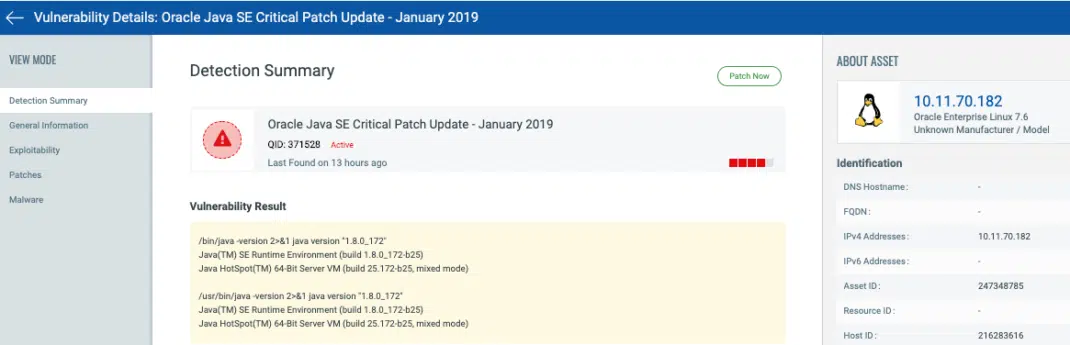 Vulnerability Details: Oracle Java SE Critical Patch Update - January 2019
VIEW MODE
Detection Summary
General Information
Exploitability
Patches
Malware
Detection Summary
Patch Now
Oracle Java SE Critical Patch Update - January 2019
QID: 371528 Active
Last Found on 13 hours ago
Vulnerability Result
/bin/java -version 2>&1 java version "1.8.0_172"
Java(TM) SE Runtime Environment (build 1.8.0_172-b25)
Java HotSpot(TM) 64-Bit Server VM (build 25.172-b25, mixed mode)
/usr/bin/java -version 2>&1 java version "1.8.0_172"
Java(TM) SE Runtime Environment (build 1.8.0_172-b25)
Java HotSpot(TM) 64-Bit Server VM (build 25.172-b25, mixed mode)
ABOUT ASSET
10.11.70.182
Oracle Enterprise Linux 7.6
Unknown Manufacturer / Model
Identification
DNS Hostname: -
FQDN: -
IPv4 Addresses: 10.11.70.182
IPv6 Addresses: -
Asset ID: 247348785
Resource ID: -
Host ID: 216283616